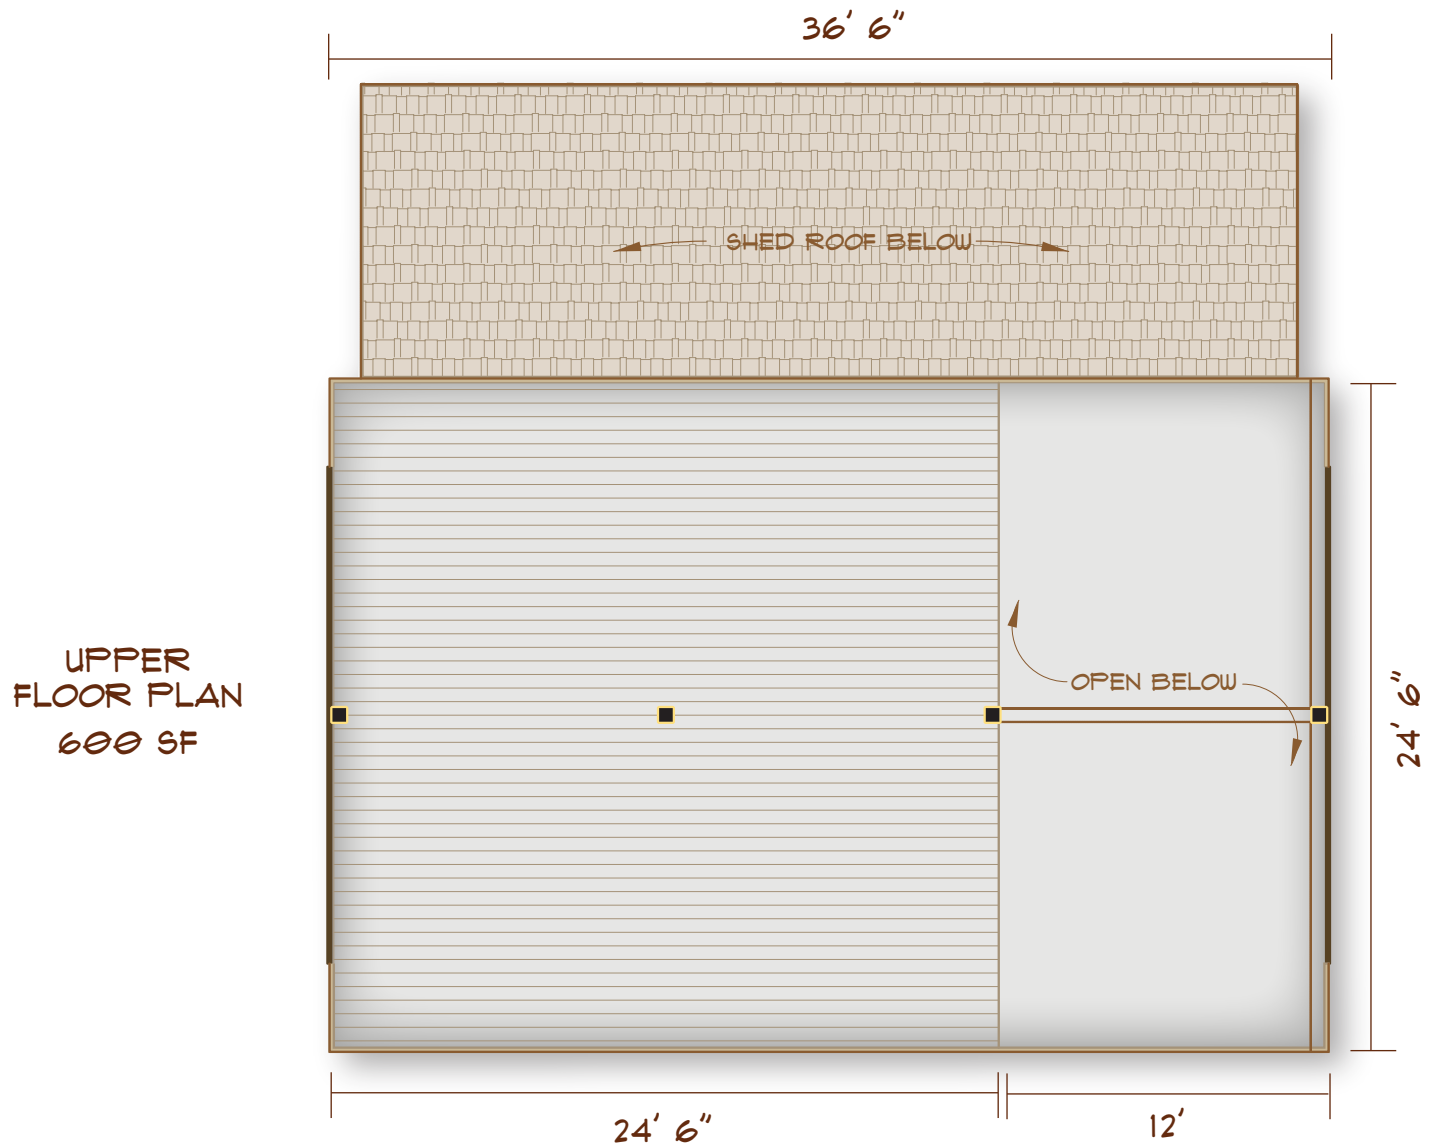 36' 6"
SHED ROOF BELOW
UPPER
FLOOR PLAN
600 SF
OPEN BELOW
24' 6"
24' 6"
12'